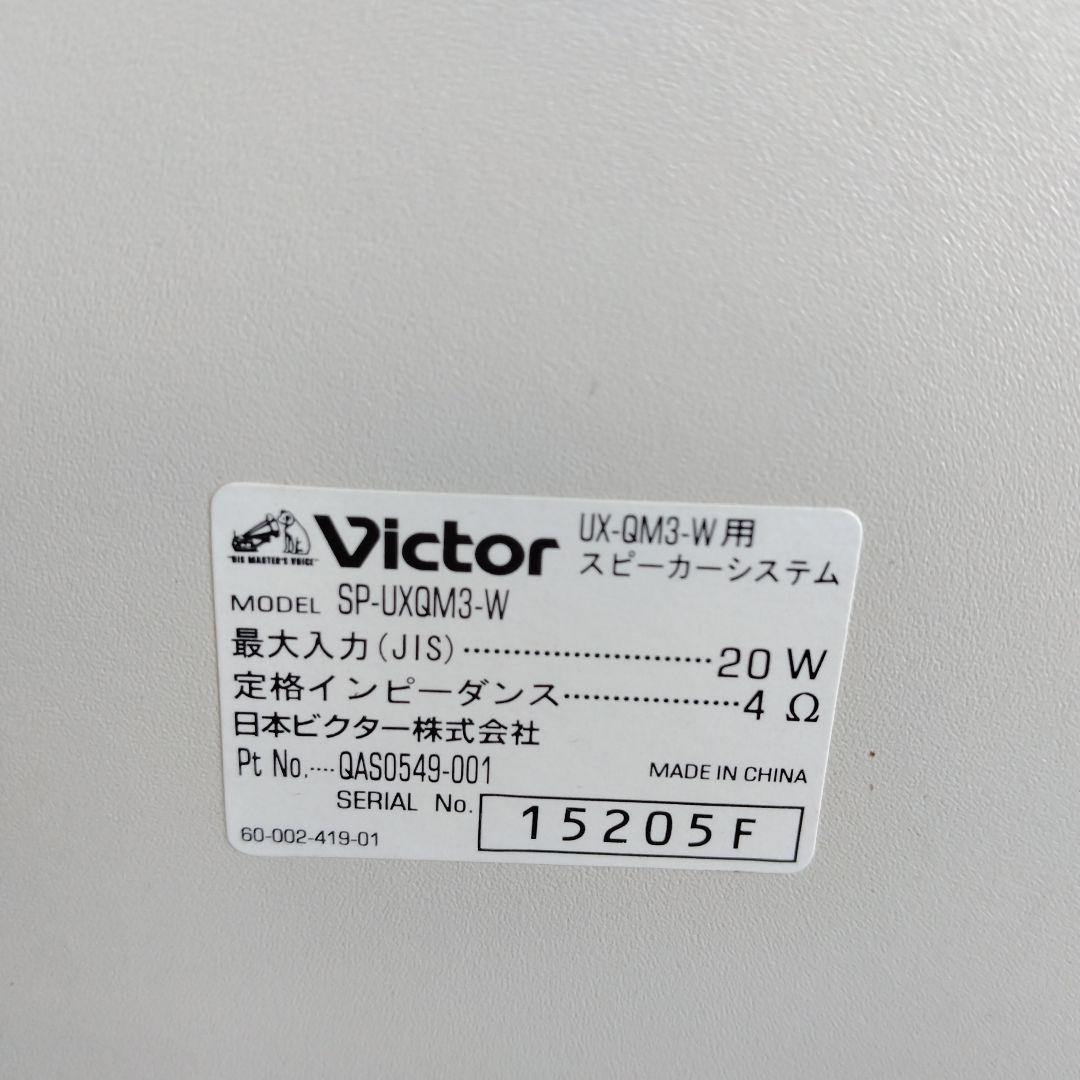 "HIS MASTER'S VOICE"
Victor
UX-QM3-W用
スピーカーシステム
MODEL SP-UXQM3-W
最大入力(JIS)························20 W
定格インピーダンス·················4 Ω
日本ビクター株式会社
Pt No.····QAS0549-001
MADE IN CHINA
SERIAL No. 15205F
60-002-419-01